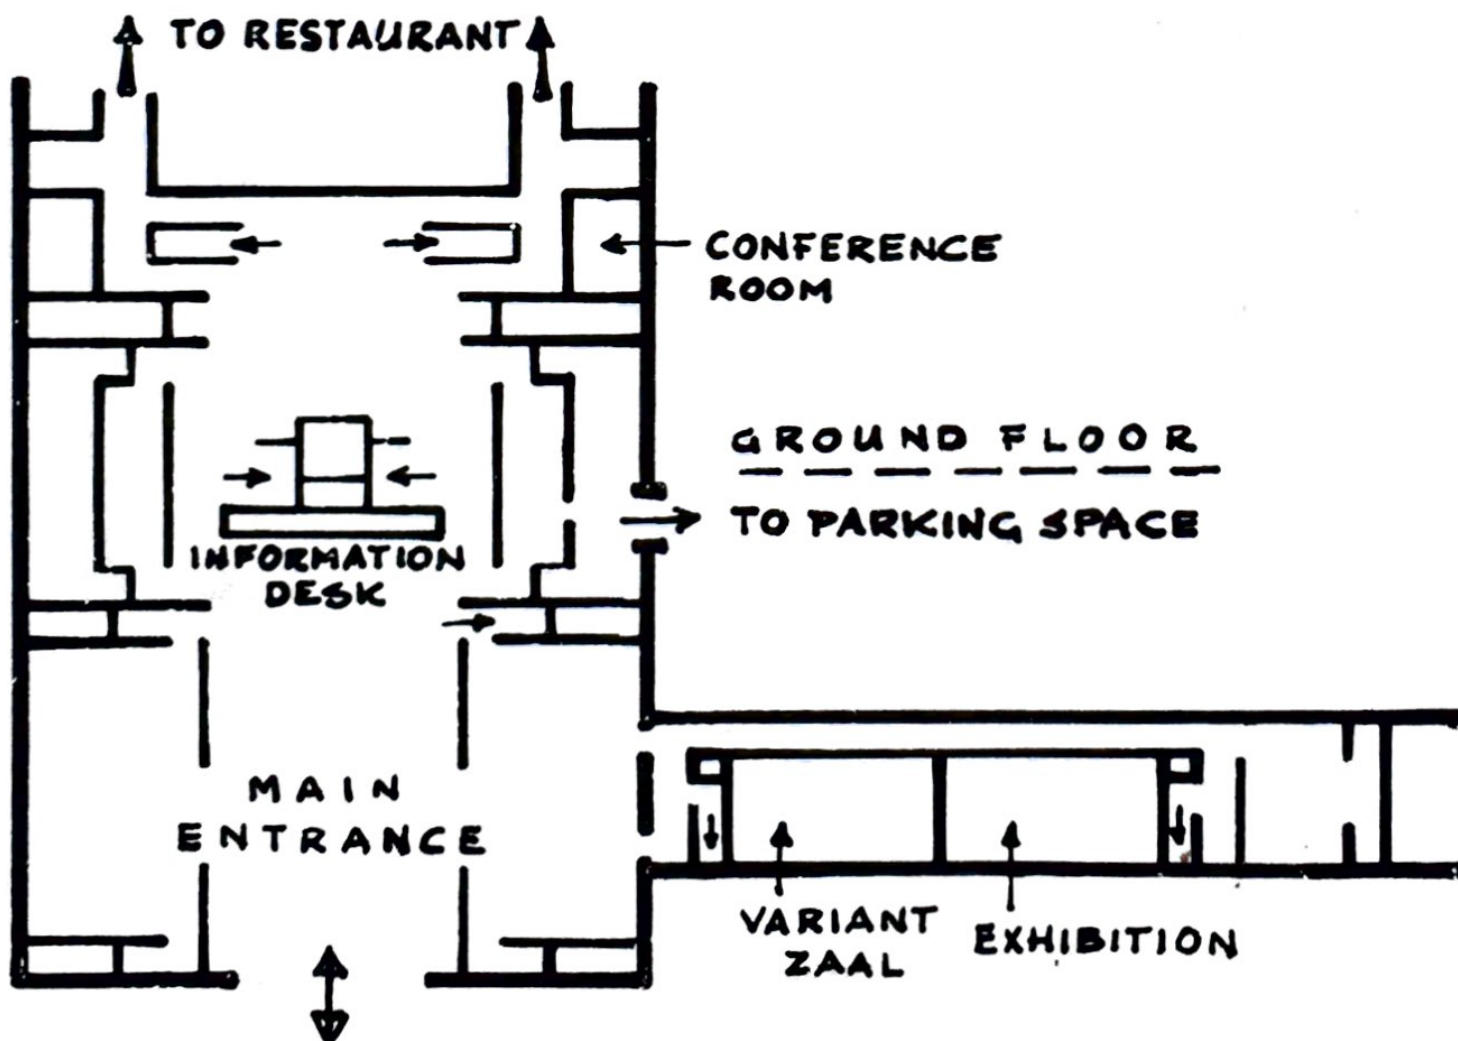 TO RESTAURANT
CONFERENCE
ROOM
GROUND FLOOR
TO PARKING SPACE
INFORMATION
DESK
MAIN
ENTRANCE
VARIANT
ZAAL
EXHIBITION